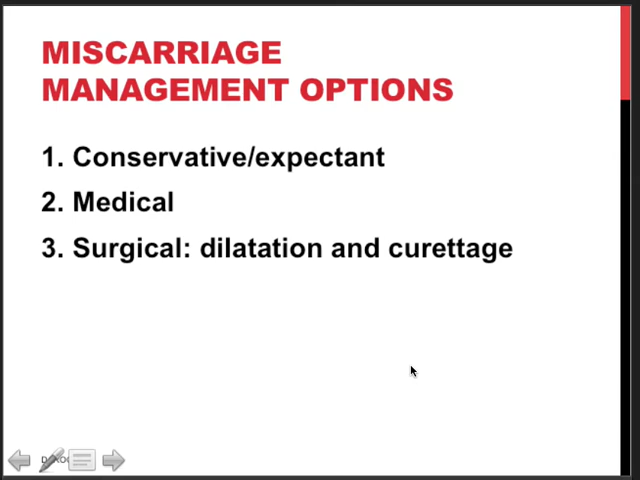 MISCARRIAGE
MANAGEMENT OPTIONS
1. Conservative/expectant
2. Medical
3. Surgical: dilatation and curettage